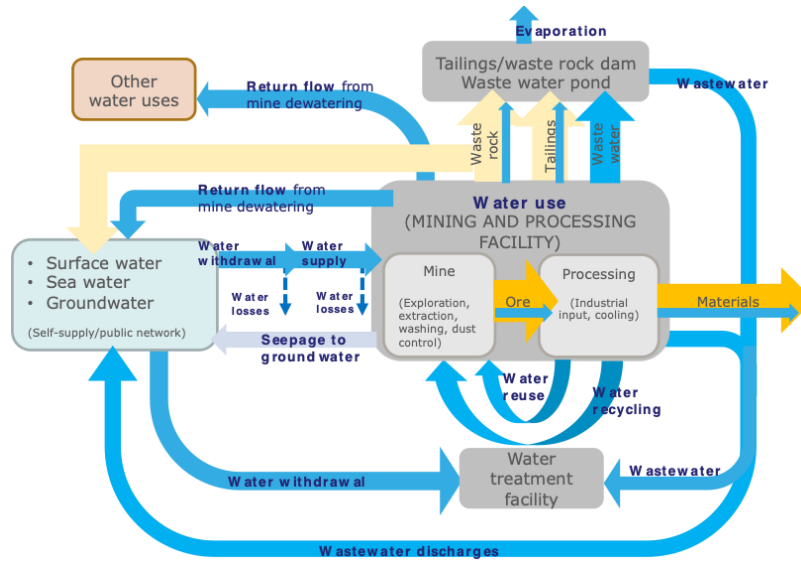 Evaporation
Tailings/waste rock dam
Waste water pond
Wastewater
Other
water uses
Return flow from
mine dewatering
Waste
rock
Tailings
Waste
water
Return flow from
mine dewatering
Water use
(MINING AND PROCESSING
FACILITY)
• Surface water
• Sea water
• Groundwater
(Self-supply/public network)
Water
withdrawal
Water
supply
Water
losses
Water
losses
Mine
(Exploration,
extraction,
washing, dust
control)
Ore
Processing
(Industrial
input, cooling)
Materials
Seepage to
ground water
Water
reuse
Water
recycling
Water
treatment
facility
Water withdrawal
Wastewater
Wastewater discharges